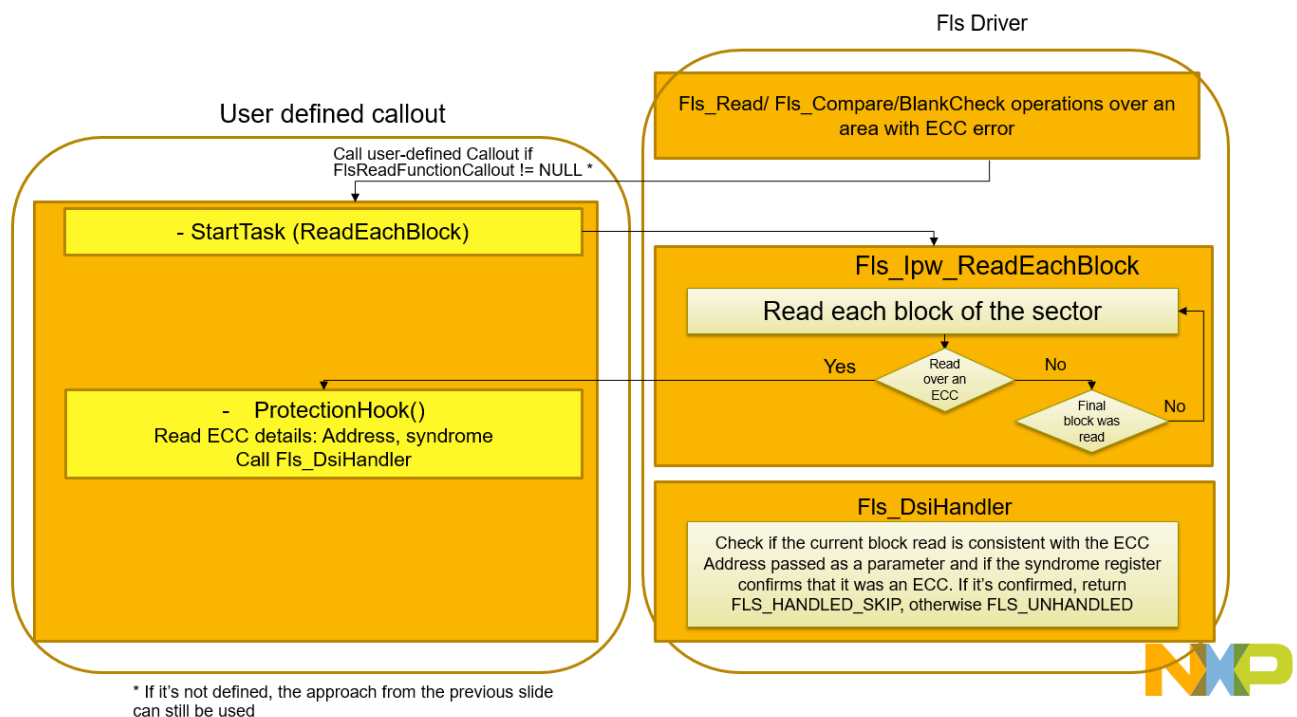 Fls Driver
User defined callout
Fls_Read/ Fls_Compare/BlankCheck operations over an
area with ECC error
Call user-defined Callout if
FlsReadFunctionCallout != NULL *
- StartTask (ReadEachBlock)
Fls_Ipw_ReadEachBlock
Read each block of the sector
Yes
Read
over an
ECC
No
Final
block was
read
No
- ProtectionHook()
Read ECC details: Address, syndrome
Call Fls_DsiHandler
Fls_DsiHandler
Check if the current block read is consistent with the ECC
Address passed as a parameter and if the syndrome register
confirms that it was an ECC. If it's confirmed, return
FLS_HANDLED_SKIP, otherwise FLS_UNHANDLED
NXP
* If it's not defined, the approach from the previous slide
can still be used